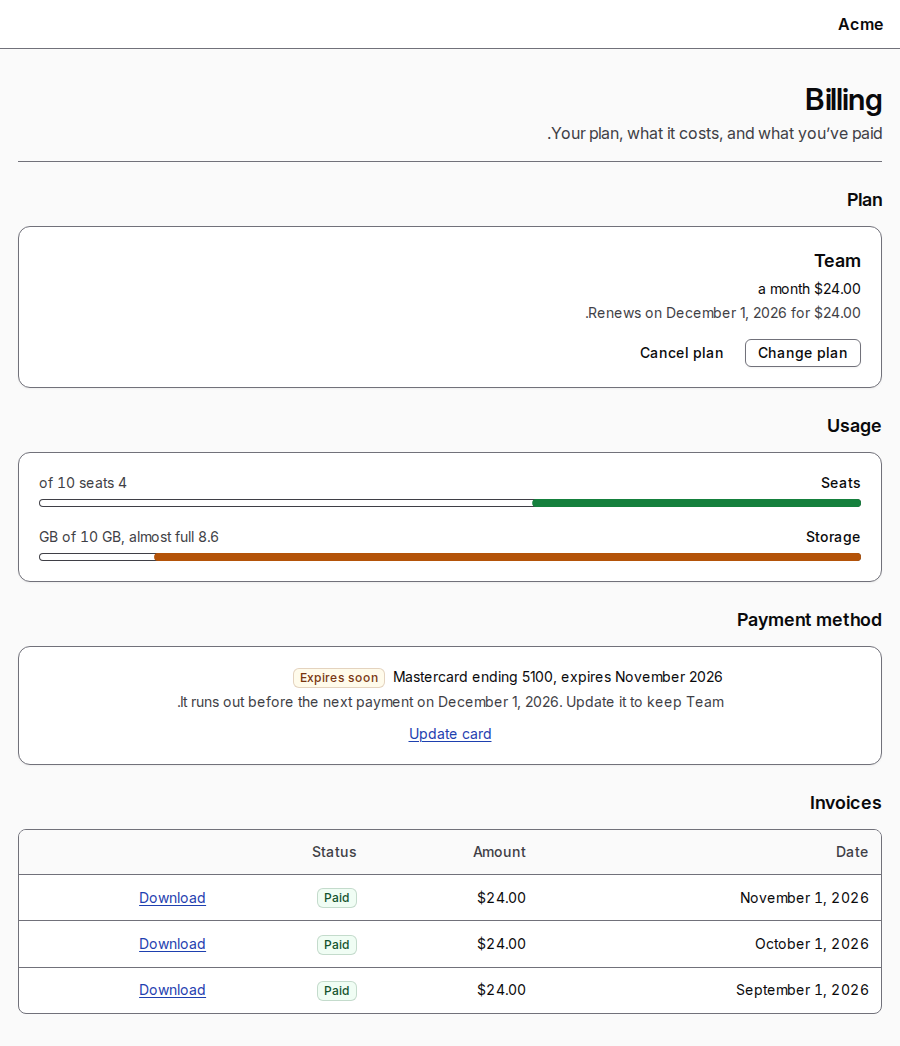 Acme
Billing
.Your plan, what it costs, and what you've paid
Plan
Team
a month $24.00
.Renews on December 1, 2026 for $24.00
Change plan
Cancel plan
Usage
Seats
of 10 seats 4
Storage
GB of 10 GB, almost full 8.6
Payment method
Mastercard ending 5100, expires November 2026
Expires soon
.It runs out before the next payment on December 1, 2026. Update it to keep Team
Update card
Invoices
Date Amount Status
November 1, 2026 $24.00 Paid Download
October 1, 2026 $24.00 Paid Download
September 1, 2026 $24.00 Paid Download